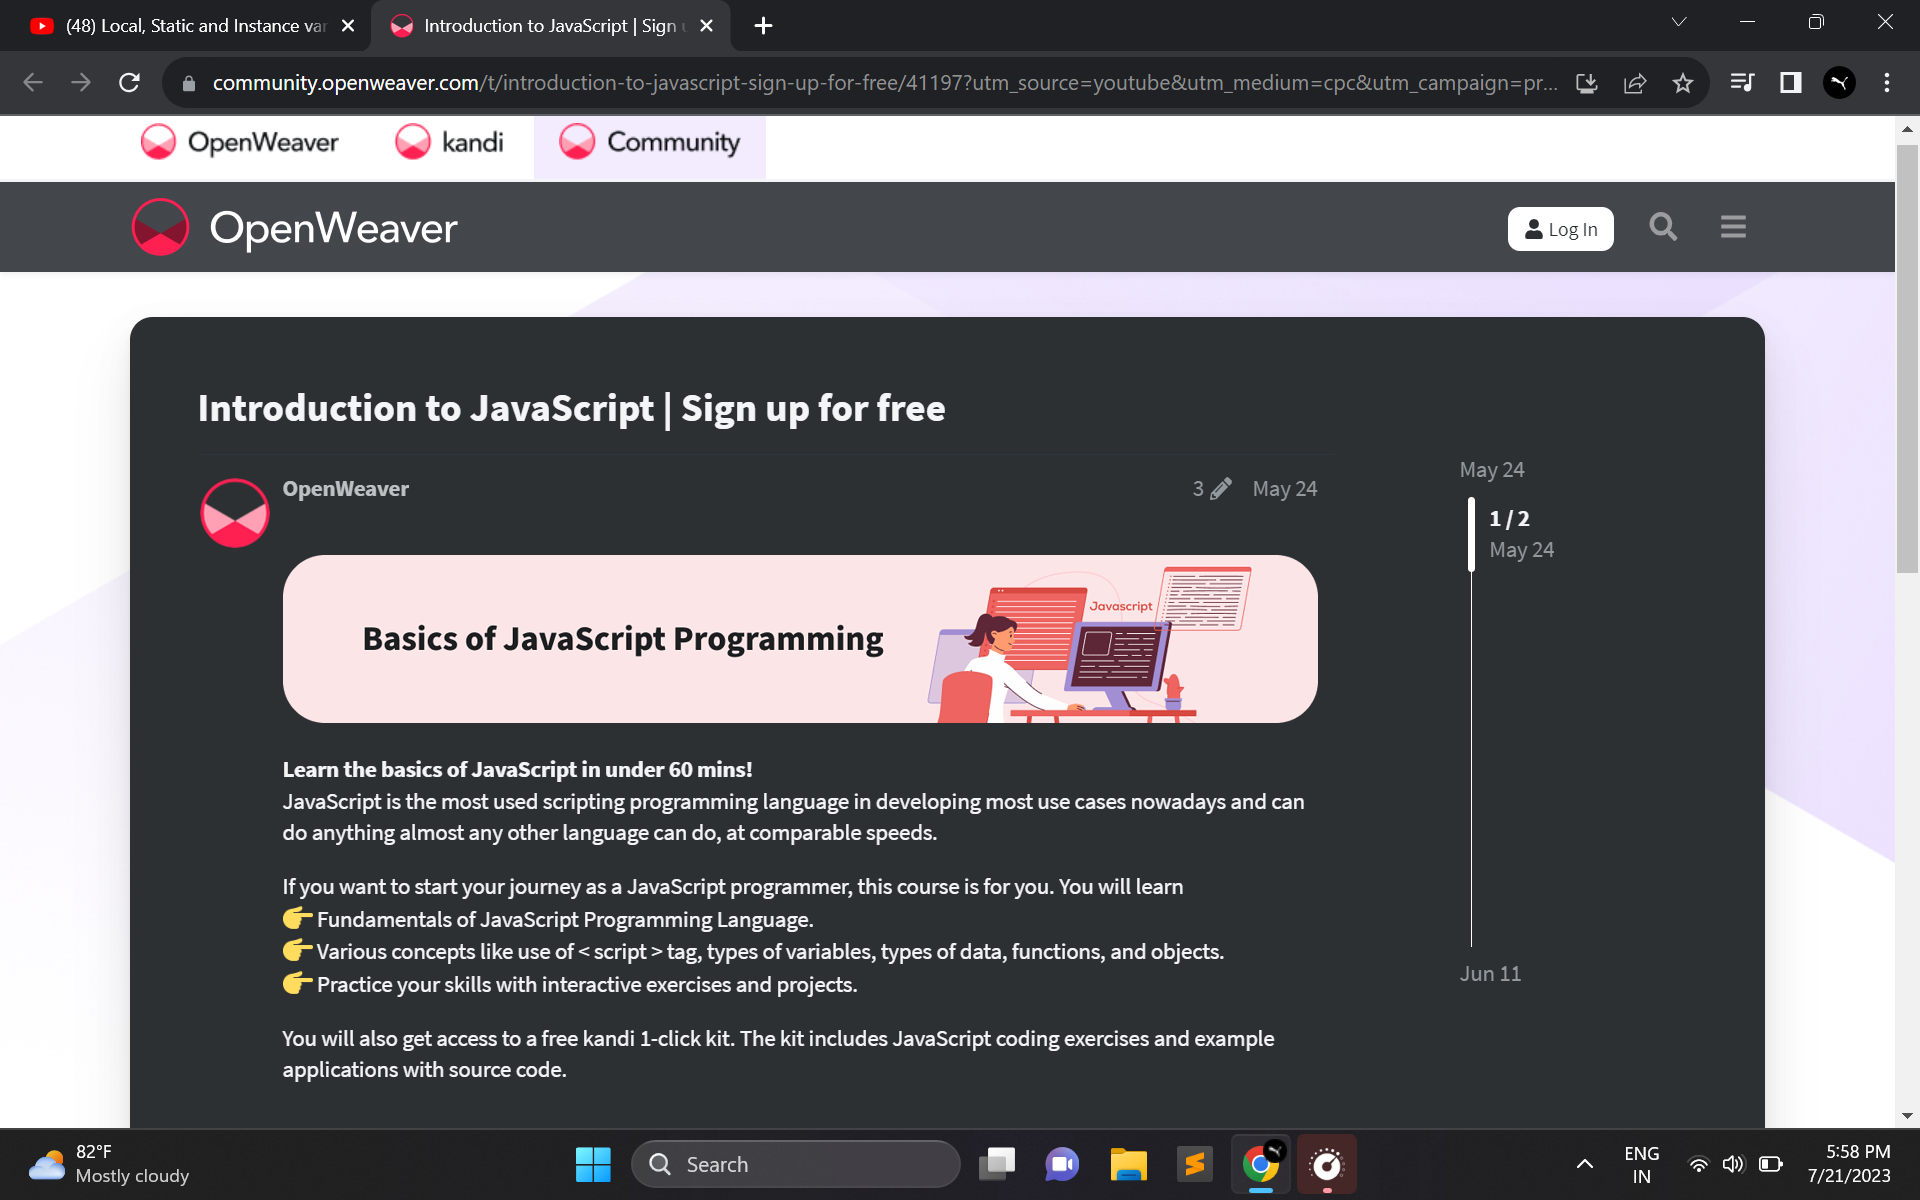 (48) Local, Static and Instance var
Introduction to JavaScript | Sign u
community.openweaver.com/t/introduction-to-javascript-sign-up-for-free/41197?utm_source=youtube&utm_medium=cpc&utm_campaign=pr...
OpenWeaver kandi Community
OpenWeaver
Log In
Introduction to JavaScript | Sign up for free
OpenWeaver 3 May 24
May 24
1 / 2
May 24
Jun 11
Basics of JavaScript Programming
Javascript
Learn the basics of JavaScript in under 60 mins!
JavaScript is the most used scripting programming language in developing most use cases nowadays and can
do anything almost any other language can do, at comparable speeds.
If you want to start your journey as a JavaScript programmer, this course is for you. You will learn
👉 Fundamentals of JavaScript Programming Language.
👉 Various concepts like use of < script > tag, types of variables, types of data, functions, and objects.
👉 Practice your skills with interactive exercises and projects.
You will also get access to a free kandi 1-click kit. The kit includes JavaScript coding exercises and example
applications with source code.
82°F
Mostly cloudy
Search
ENG
IN
5:58 PM
7/21/2023